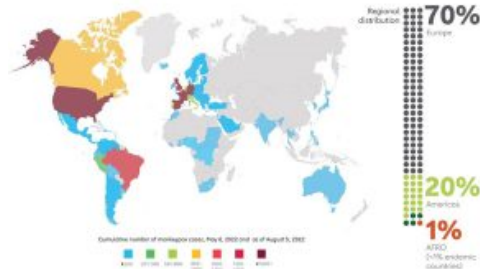 Regional
distribution
70%
Europe
20%
Americas
1%
AFRO
(<1% endemic
countries)
Cumulative number of monkeypox cases, May 6, 2022 (not as of August 5, 2022